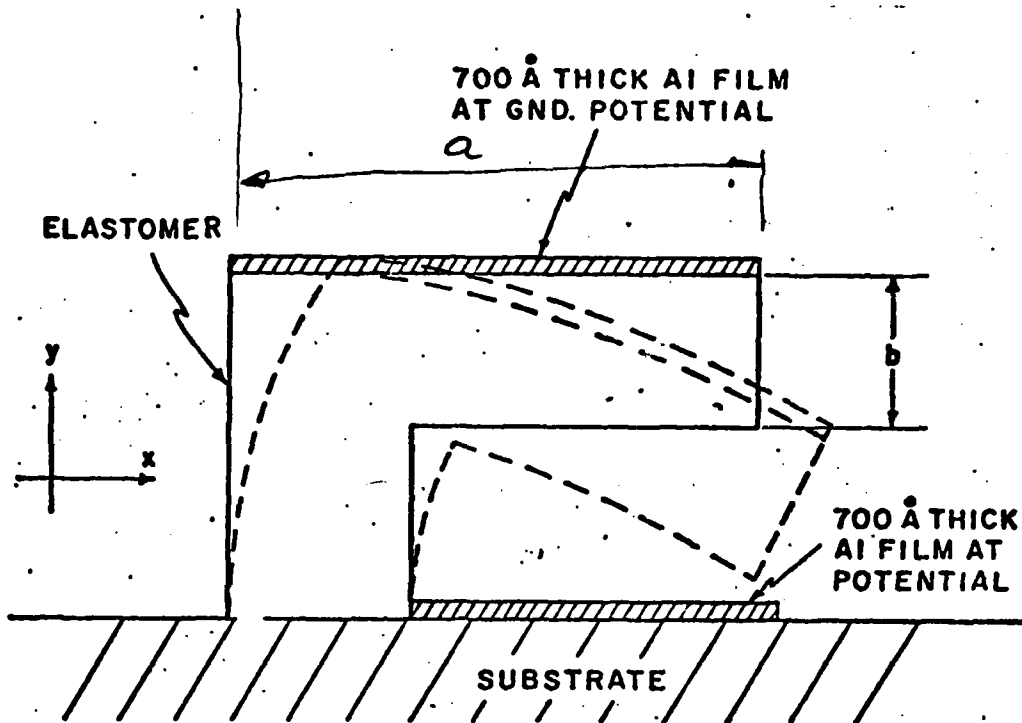 700 Å THICK Al FILM
AT GND. POTENTIAL
a
ELASTOMER
b
y
x
700 Å THICK
Al FILM AT
POTENTIAL
SUBSTRATE